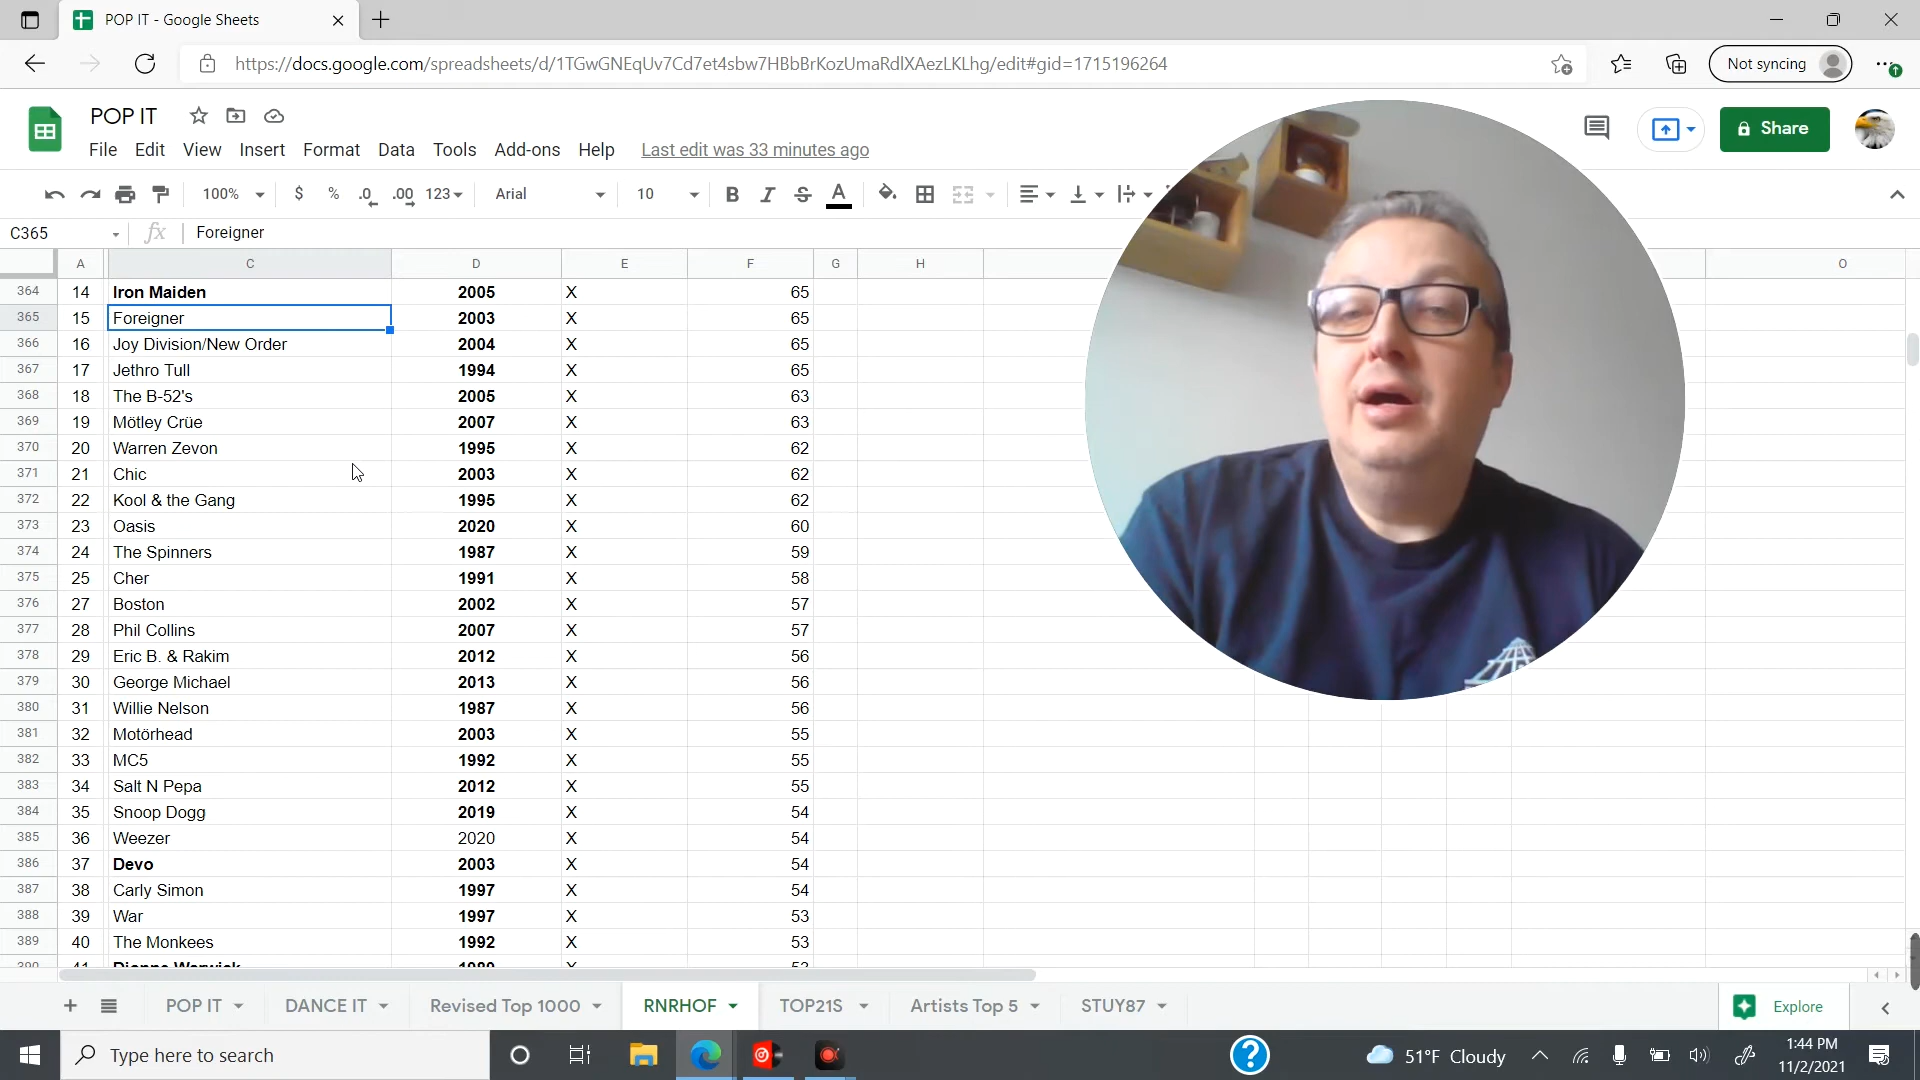 POP IT - Google Sheets
https://docs.google.com/spreadsheets/d/1TGwGNEqUv7Cd7et4sbw7HBbBrKozUmaRdlXAezLKLhg/edit#gid=1715196264
Not syncing
POP IT
File Edit View Insert Format Data Tools Add-ons Help Last edit was 33 minutes ago
Share
100% $ % .0 .00 123 Arial 10 B I S A
C365 fx Foreigner
A C D E F G H O
364 14 Iron Maiden 2005 X 65
365 15 Foreigner 2003 X 65
366 16 Joy Division/New Order 2004 X 65
367 17 Jethro Tull 1994 X 65
368 18 The B-52's 2005 X 63
369 19 Mötley Crüe 2007 X 63
370 20 Warren Zevon 1995 X 62
371 21 Chic 2003 X 62
372 22 Kool & the Gang 1995 X 62
373 23 Oasis 2020 X 60
374 24 The Spinners 1987 X 59
375 25 Cher 1991 X 58
376 27 Boston 2002 X 57
377 28 Phil Collins 2007 X 57
378 29 Eric B. & Rakim 2012 X 56
379 30 George Michael 2013 X 56
380 31 Willie Nelson 1987 X 56
381 32 Motörhead 2003 X 55
382 33 MC5 1992 X 55
383 34 Salt N Pepa 2012 X 55
384 35 Snoop Dogg 2019 X 54
385 36 Weezer 2020 X 54
386 37 Devo 2003 X 54
387 38 Carly Simon 1997 X 54
388 39 War 1997 X 53
389 40 The Monkees 1992 X 53
390 41 Dionne Warwick
POP IT DANCE IT Revised Top 1000 RNRHOF TOP21S Artists Top 5 STUY87 Explore
Type here to search
51°F Cloudy
1:44 PM
11/2/2021